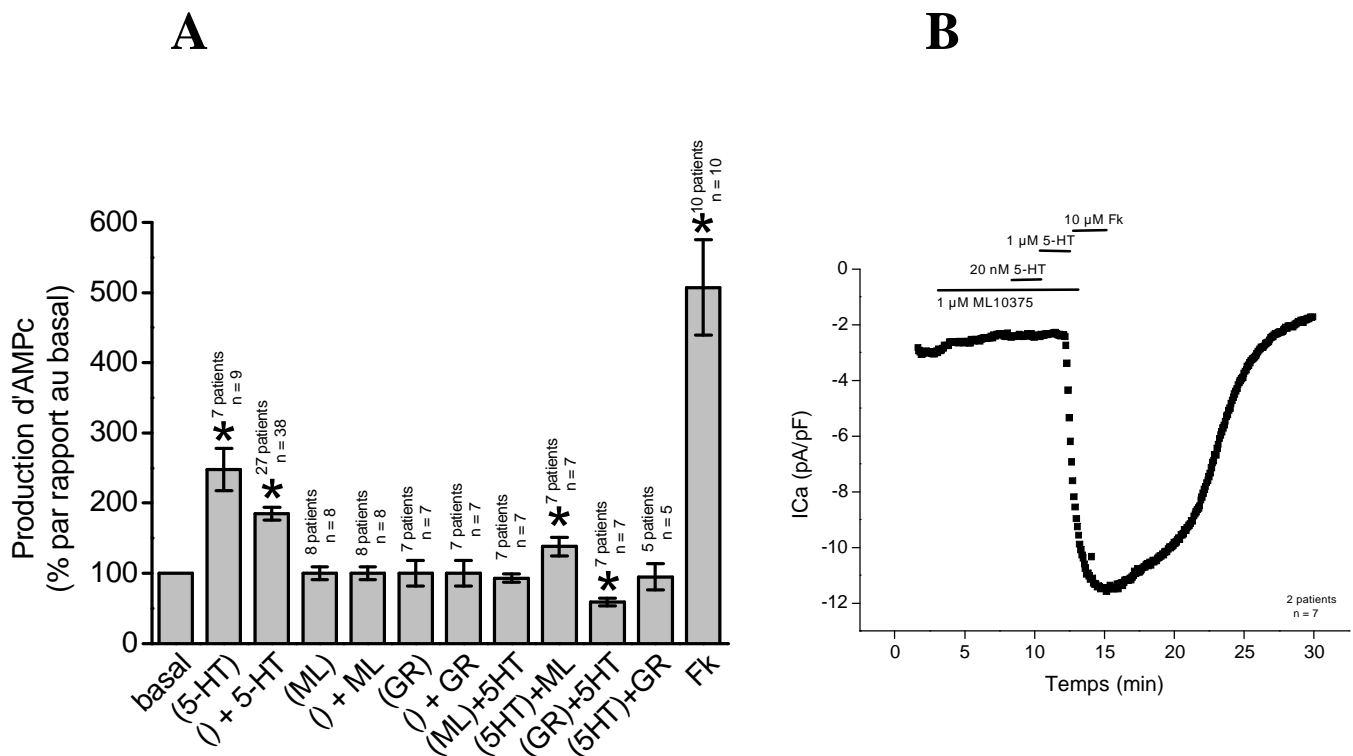 A
B
Production d'AMPc
(% par rapport au basal)
600
500
400
300
200
100
0
7 patients
n = 9
27 patients
n = 38
8 patients
n = 8
8 patients
n = 8
7 patients
n = 7
7 patients
n = 7
7 patients
n = 7
7 patients
n = 7
7 patients
n = 7
5 patients
n = 5
10 patients
n = 10
*
*
*
*
*
basal
(5-HT)
() + 5-HT
(ML)
() + ML
(GR)
() + GR
(ML)+5HT
(5HT)+ML
(GR)+5HT
(5HT)+GR
Fk
10 µM Fk
1 µM 5-HT
20 nM 5-HT
1 µM ML10375
ICa (pA/pF)
0
-2
-4
-6
-8
-10
-12
2 patients
n = 7
0 5 10 15 20 25 30
Temps (min)